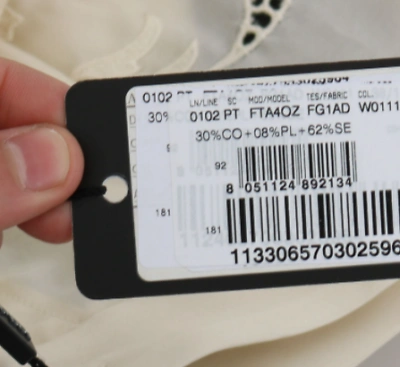 0102 PT
LN/LINE SC MOD/MODEL TES/FABRIC COL.
0102 PT FTA4OZ FG1AD W0111
30%
30%CO+08%PL+62%SE
92
8 051124 892134
181
181
113306570302596